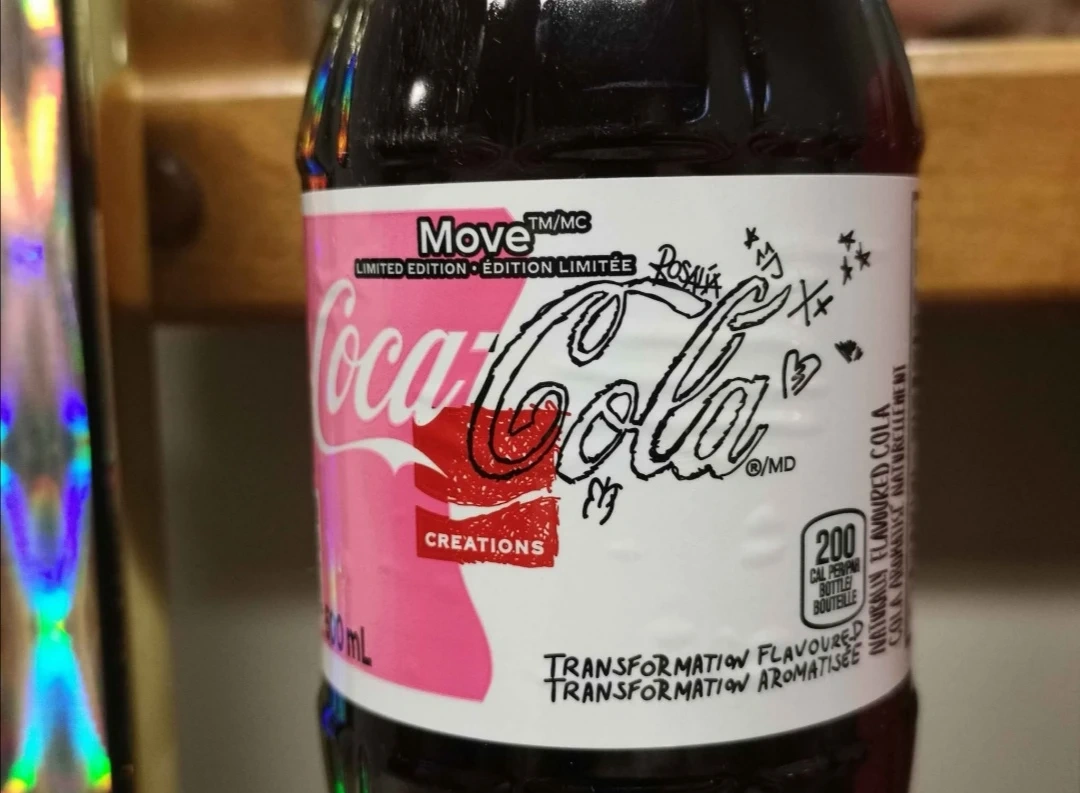 Move™/MC
LIMITED EDITION • ÉDITION LIMITÉE
ROSALÍA
Coca-Cola
®/MD
CREATIONS
200
CAL PER/PAR
BOTTLE/
BOUTEILLE
NATURALLY FLAVOURED COLA
COLA AROMATISÉ NATURELLEMENT
mL
TRANSFORMATION FLAVOURED
TRANSFORMATION AROMATISÉE